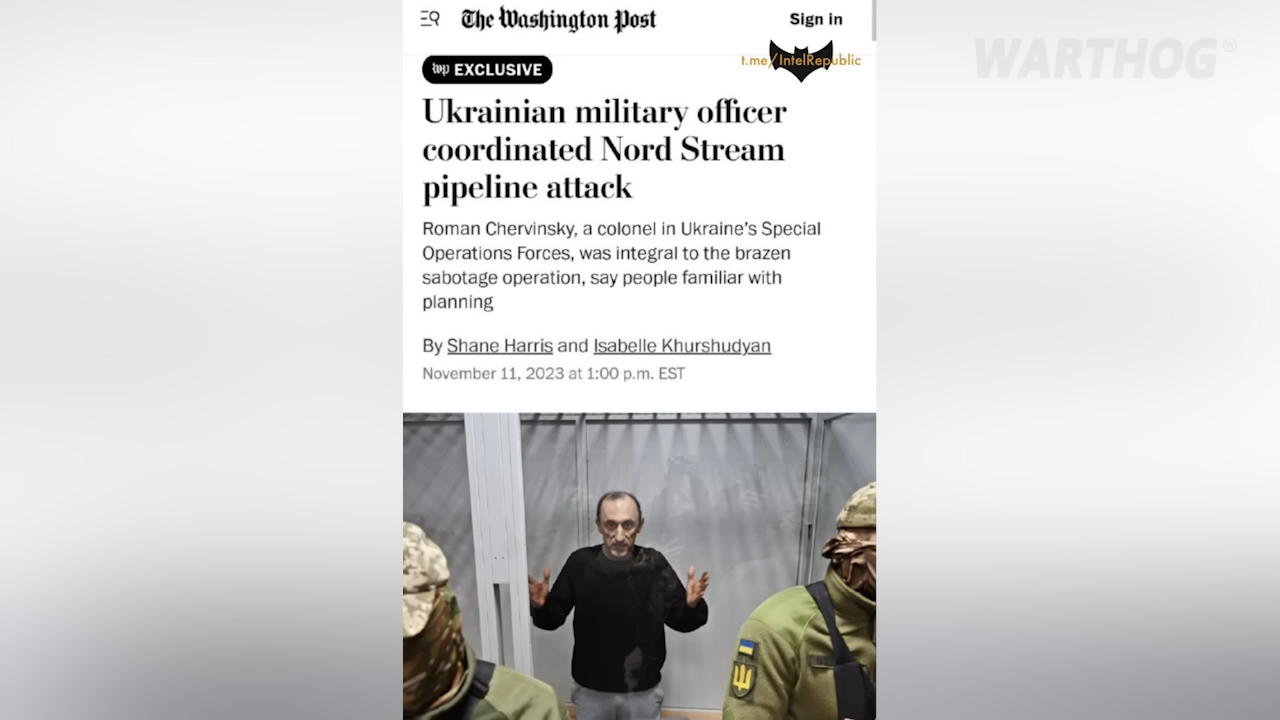 The Washington Post
Sign in
WARTHOG®
t.me/IntelRepublic
wp EXCLUSIVE
Ukrainian military officer
coordinated Nord Stream
pipeline attack
Roman Chervinsky, a colonel in Ukraine’s Special
Operations Forces, was integral to the brazen
sabotage operation, say people familiar with
planning
By Shane Harris and Isabelle Khurshudyan
November 11, 2023 at 1:00 p.m. EST